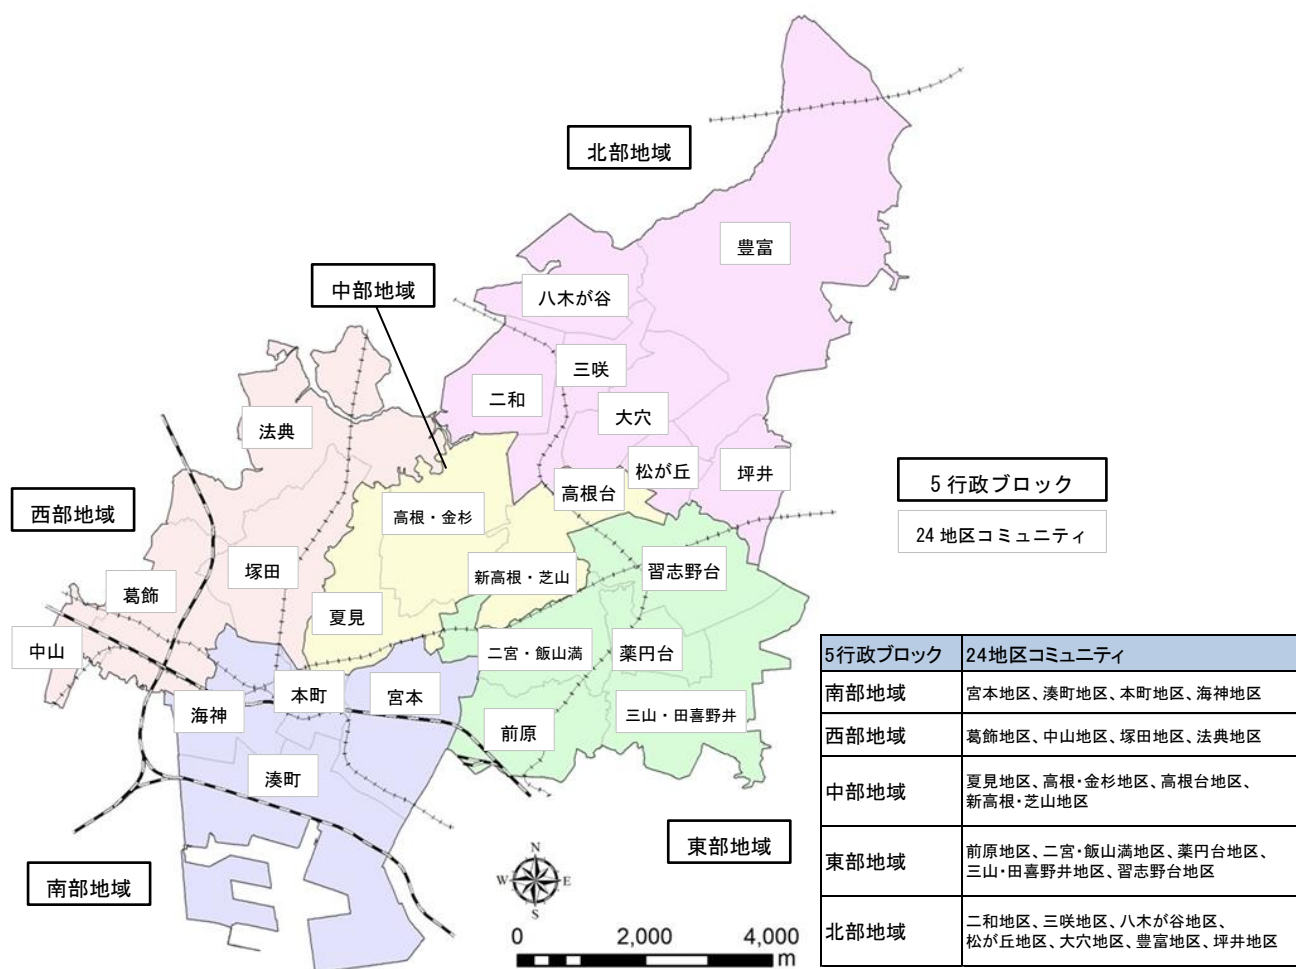 北部地域
豊富
中部地域
八木が谷
三咲
二和
大穴
法典
松が丘
坪井
5 行政ブロック
西部地域
高根台
高根・金杉
24 地区コミュニティ
塚田
新高根・芝山
習志野台
葛飾
夏見
中山
二宮・飯山満
薬円台
海神
本町
宮本
三山・田喜野井
前原
湊町
東部地域
南部地域
N
W
E
S
0 2,000 4,000
m
5行政ブロック 24地区コミュニティ
南部地域 宮本地区、湊町地区、本町地区、海神地区
西部地域 葛飾地区、中山地区、塚田地区、法典地区
中部地域 夏見地区、高根・金杉地区、高根台地区、
新高根・芝山地区
東部地域 前原地区、二宮・飯山満地区、薬円台地区、
三山・田喜野井地区、習志野台地区
北部地域 二和地区、三咲地区、八木が谷地区、
松が丘地区、大穴地区、豊富地区、坪井地区